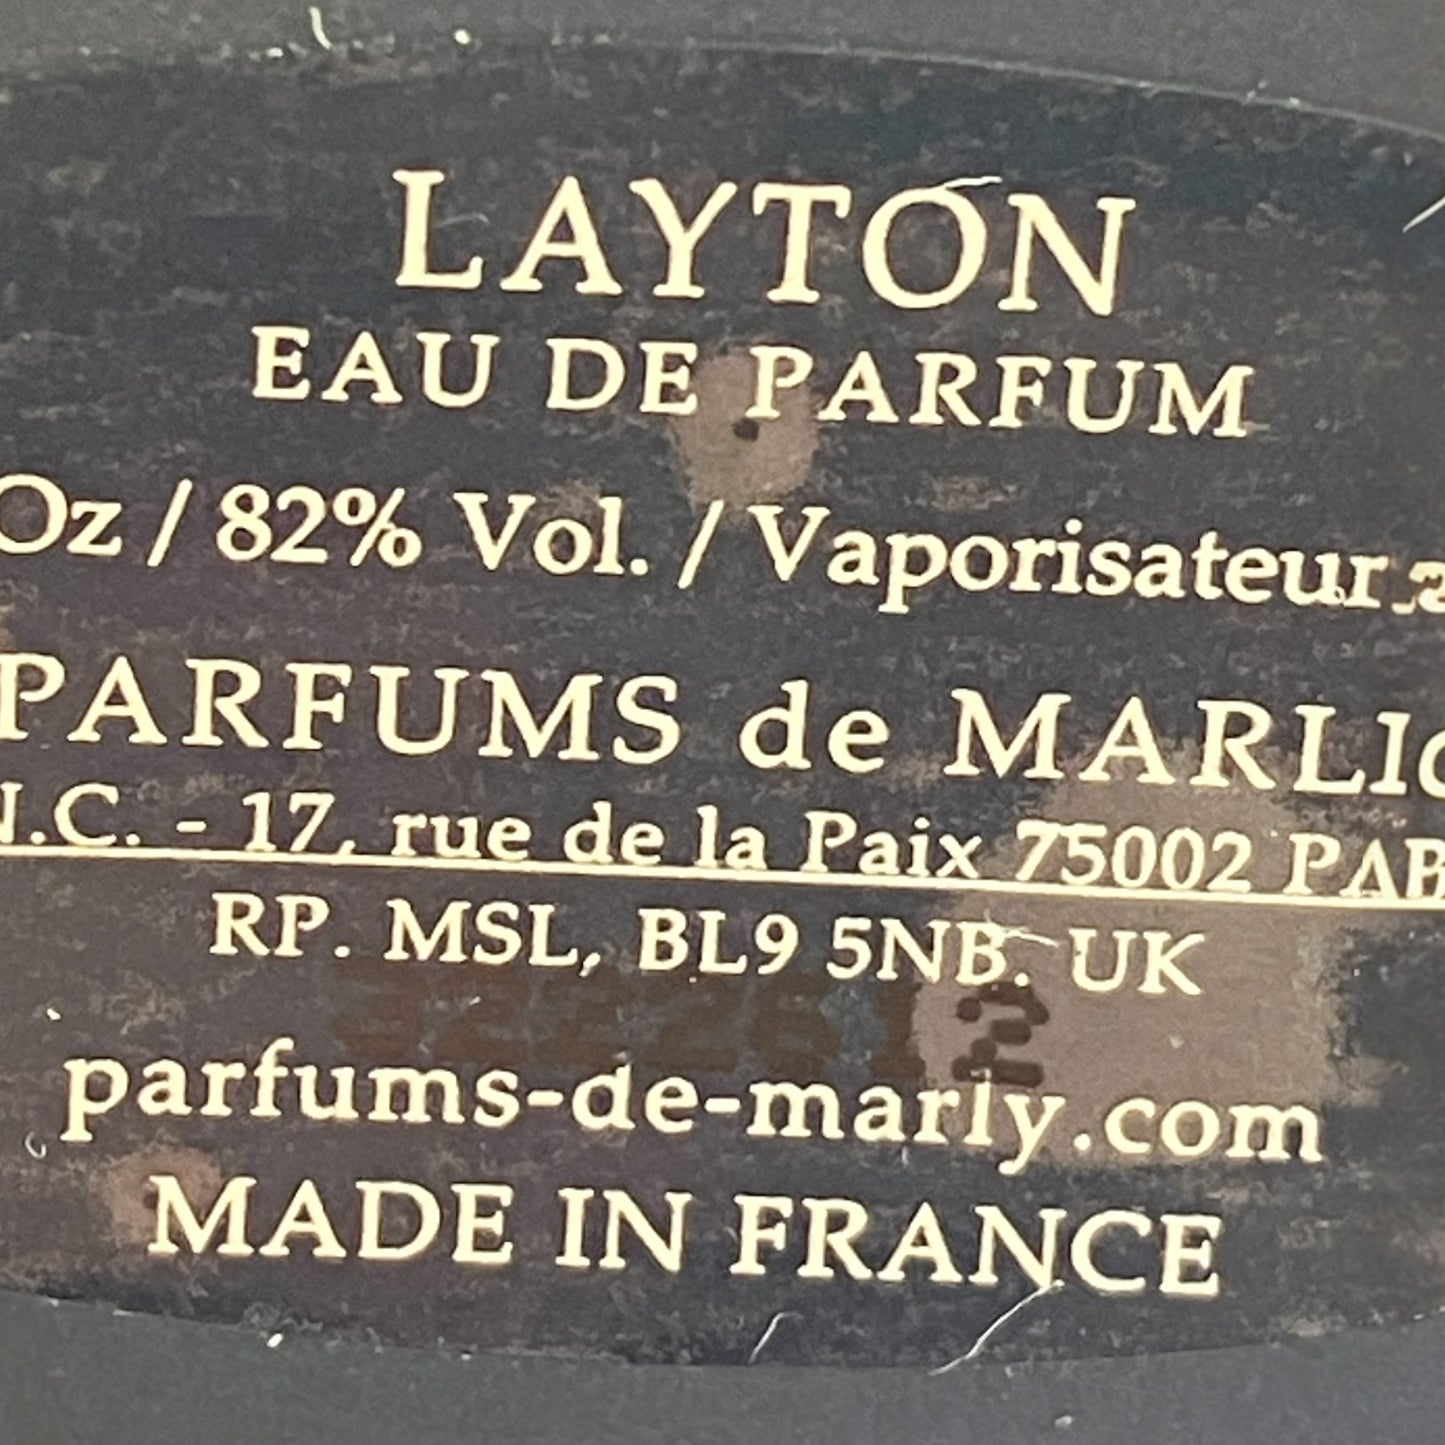 LAYTON
EAU DE PARFUM
Oz / 82% Vol. / Vaporisateur
PARFUMS de MARL
N.C. - 17, rue de la Paix 75002 PAR
RP. MSL, BL9 5NB. UK
parfums-de-marly.com
MADE IN FRANCE